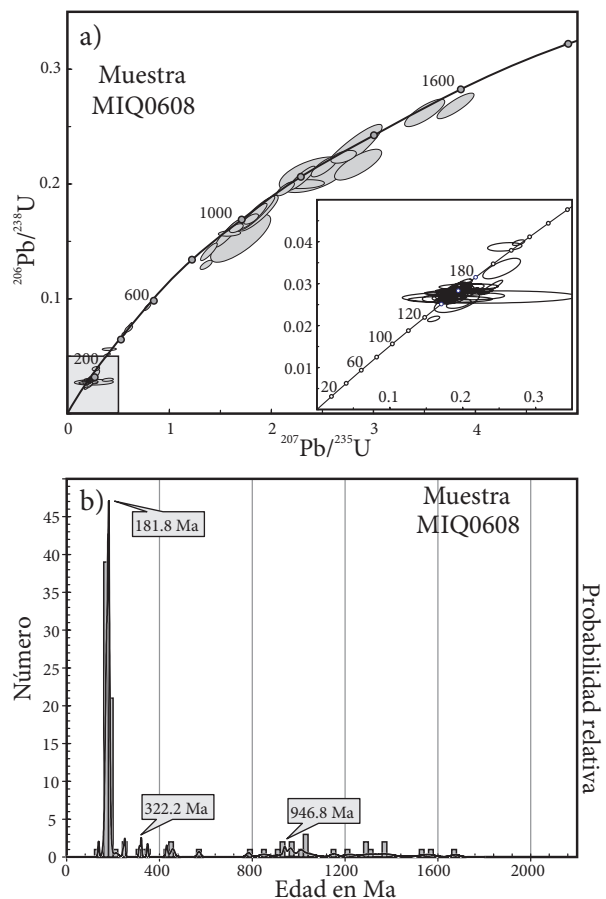 a)
Muestra
MIQ0608
0.3
0.2
0.1
²⁰⁶Pb/²³⁸U
1600
1000
600
200
0.04
0.03
0.02
0.01
180
120
100
60
20
0.1
0.2
0.3
0
1
2
3
4
²⁰⁷Pb/²³⁵U
b)
Muestra
MIQ0608
181.8 Ma
322.2 Ma
946.8 Ma
50
45
40
35
30
25
20
15
10
5
0
Número
Probabilidad relativa
0
400
800
1200
1600
2000
Edad en Ma